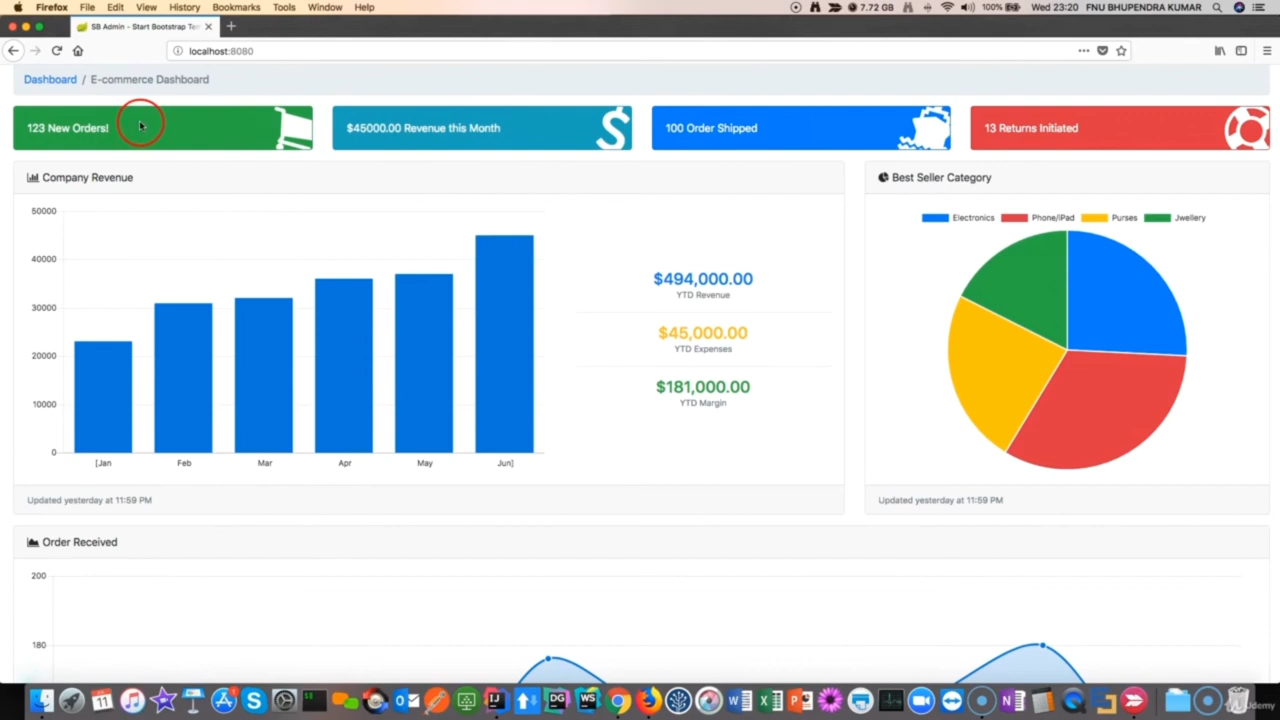 Firefox File Edit View History Bookmarks Tools Window Help 7.72 GB 100% Wed 23:20 FNU BHUPENDRA KUMAR
SB Admin - Start Bootstrap Tem
localhost:8080
Dashboard / E-commerce Dashboard
123 New Orders! $45000.00 Revenue this Month 100 Order Shipped 13 Returns Initiated
Company Revenue
Best Seller Category
50000
40000
30000
20000
10000
0
[Jan Feb Mar Apr May Jun]
$494,000.00
YTD Revenue
$45,000.00
YTD Expenses
$181,000.00
YTD Margin
Electronics Phone/iPad Purses Jwellery
Updated yesterday at 11:59 PM
Updated yesterday at 11:59 PM
Order Received
200
180
Udemy